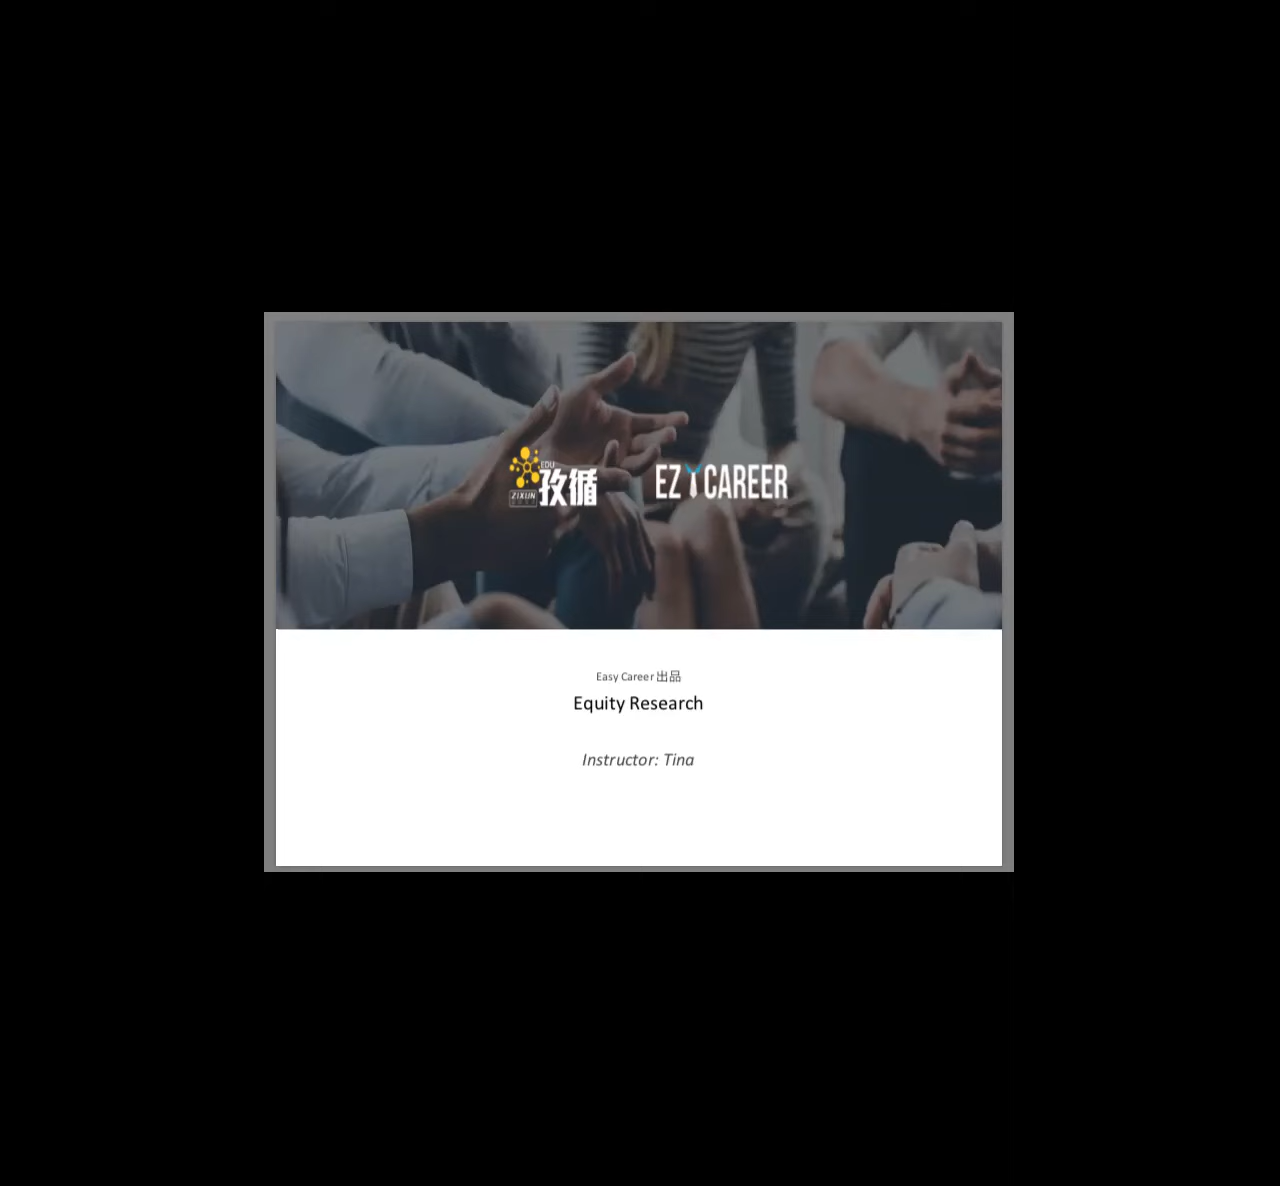 EDU
ZIXUN
孜循
EZ CAREER
Easy Career 出品
Equity Research
Instructor: Tina